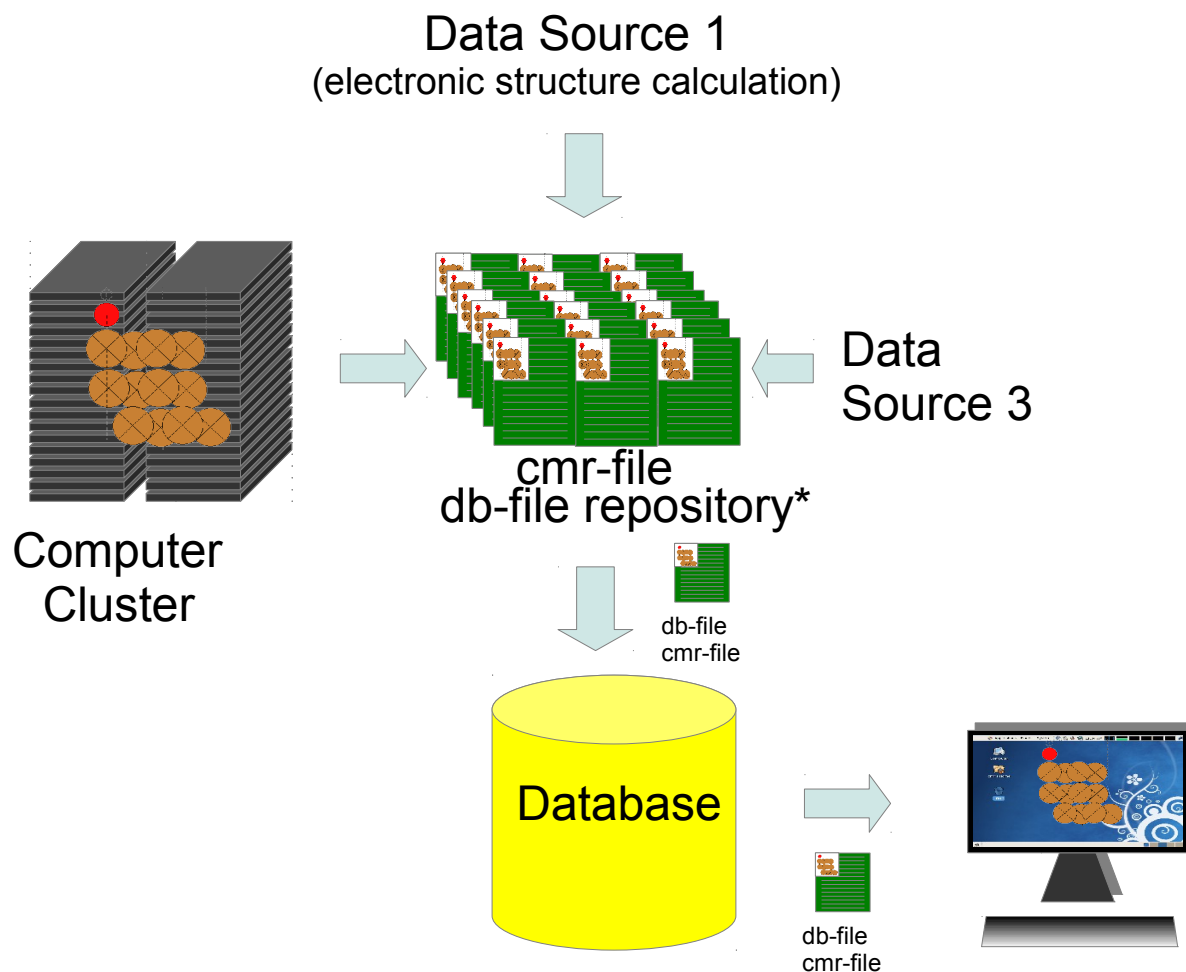 Data Source 1
(electronic structure calculation)
Data
Source 3
cmr-file
db-file repository*
Computer
Cluster
db-file
cmr-file
Database
db-file
cmr-file